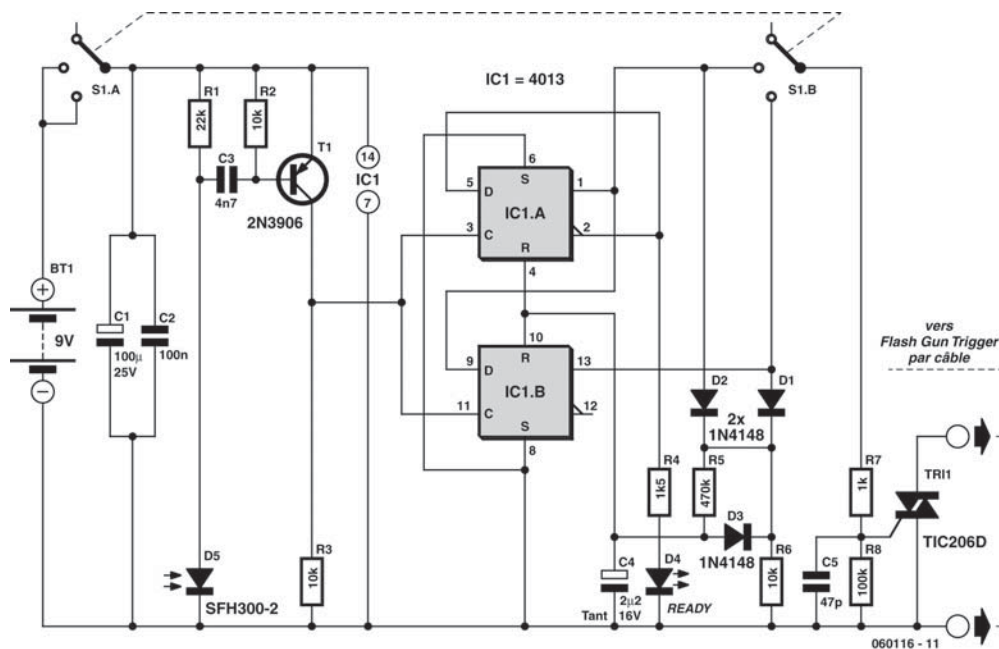 S1.A
R1
22k
R2
10k
C3
4n7
T1
2N3906
14
IC1
7
IC1 = 4013
6
S
5
D
IC1.A
1
3
C
2
R
4
10
R
9
D
IC1.B
13
11
C
12
S
8
S1.B
vers
Flash Gun Trigger
par câble
BT1
+
9V
−
C1
100µ
25V
C2
100n
D5
SFH300-2
R3
10k
D2
D1
2x
1N4148
R4
1k5
R5
470k
D3
1N4148
R6
10k
C4
2µ2
16V
Tant
D4
READY
R7
1k
TRI1
TIC206D
C5
47p
R8
100k
060116 - 11